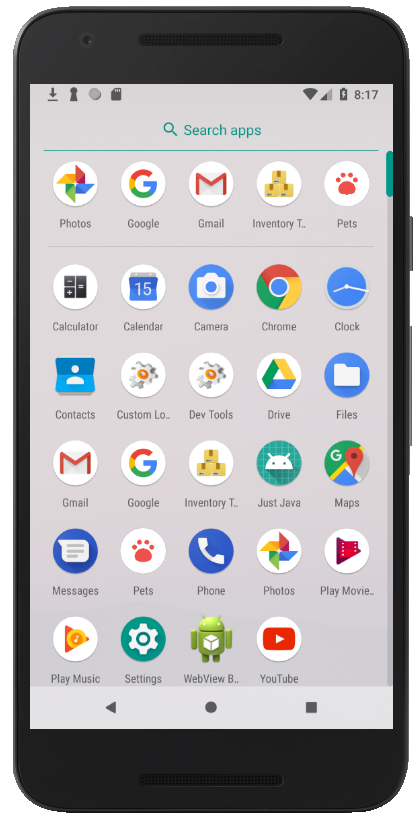 8:17
Search apps
Photos Google Gmail Inventory T.. Pets
15
Calculator Calendar Camera Chrome Clock
Contacts Custom Lo.. Dev Tools Drive Files
G
Gmail Google Inventory T.. Just Java Maps
Messages Pets Phone Photos Play Movie..
Play Music Settings WebView B.. YouTube